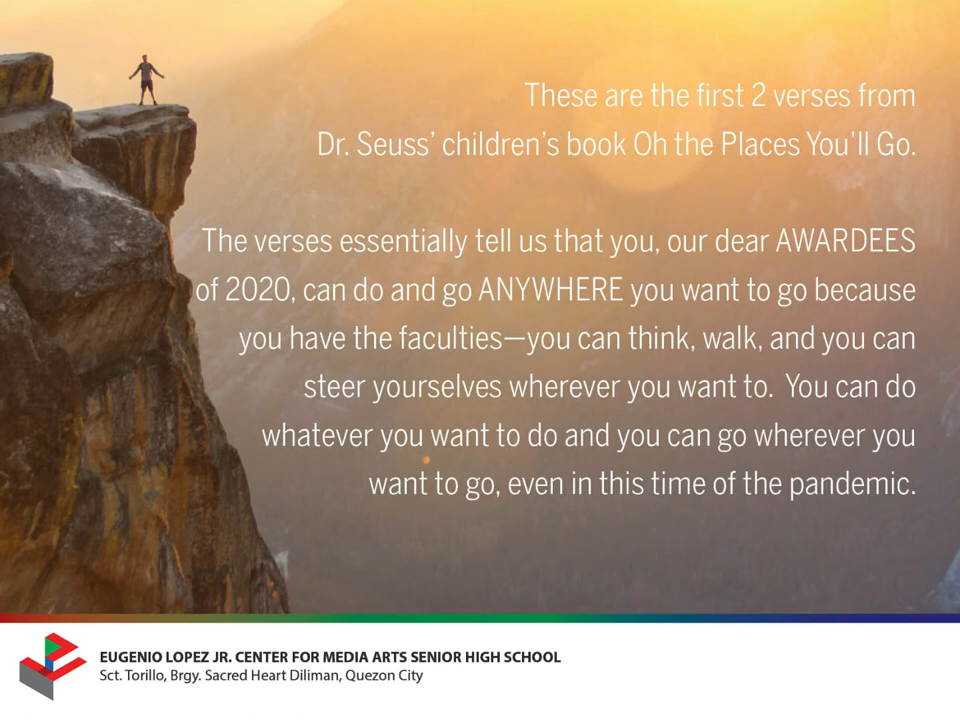 These are the first 2 verses from
Dr. Seuss’ children’s book Oh the Places You’ll Go.
The verses essentially tell us that you, our dear AWARDEES
of 2020, can do and go ANYWHERE you want to go because
you have the faculties—you can think, walk, and you can
steer yourselves wherever you want to.  You can do
whatever you want to do and you can go wherever you
want to go, even in this time of the pandemic.
EUGENIO LOPEZ JR. CENTER FOR MEDIA ARTS SENIOR HIGH SCHOOL
Sct. Torillo, Brgy. Sacred Heart Diliman, Quezon City